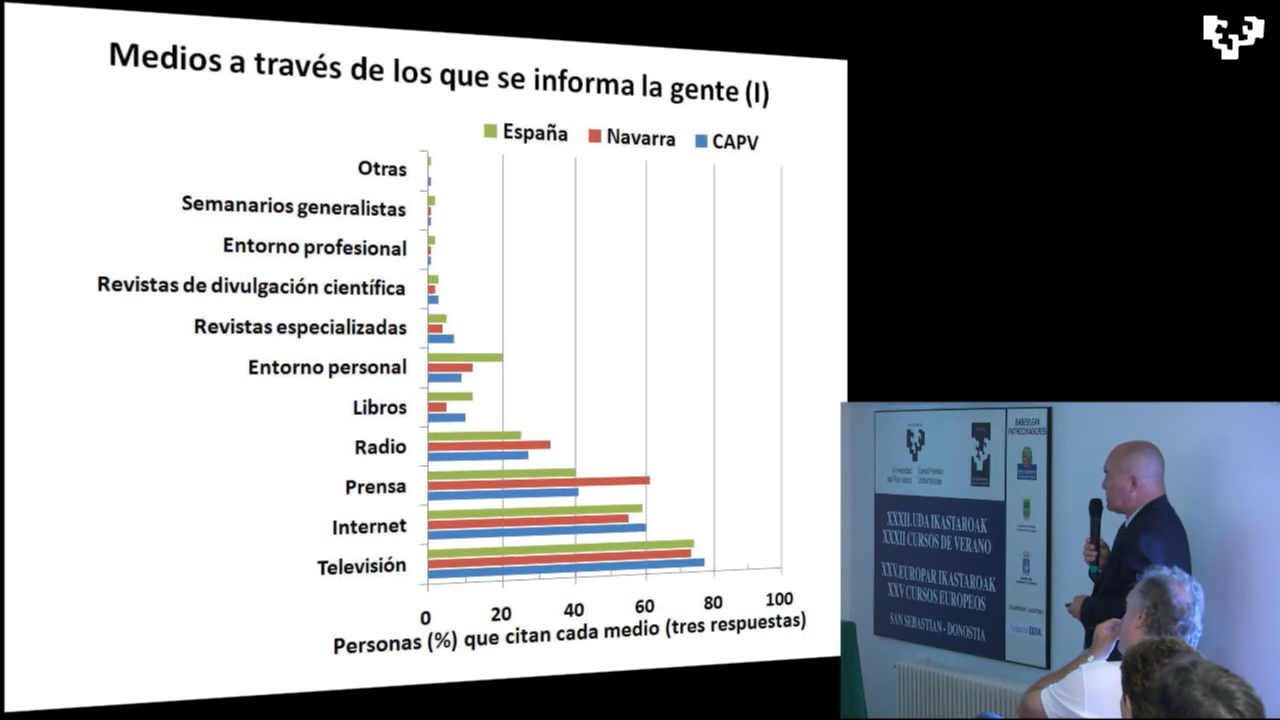 Medios a través de los que se informa la gente (I)
España Navarra CAPV
Otras
Semanarios generalistas
Entorno profesional
Revistas de divulgación científica
Revistas especializadas
Entorno personal
Libros
Radio
Prensa
Internet
Televisión
0 20 40 60 80 100
Personas (%) que citan cada medio (tres respuestas)
BABESLEAK
PATROCINADORES
XXXII. UDA IKASTAROAK
XXXII CURSOS DE VERANO
XXV. EUROPAR IKASTAROAK
XXV CURSOS EUROPEOS
SAN SEBASTIAN - DONOSTIA